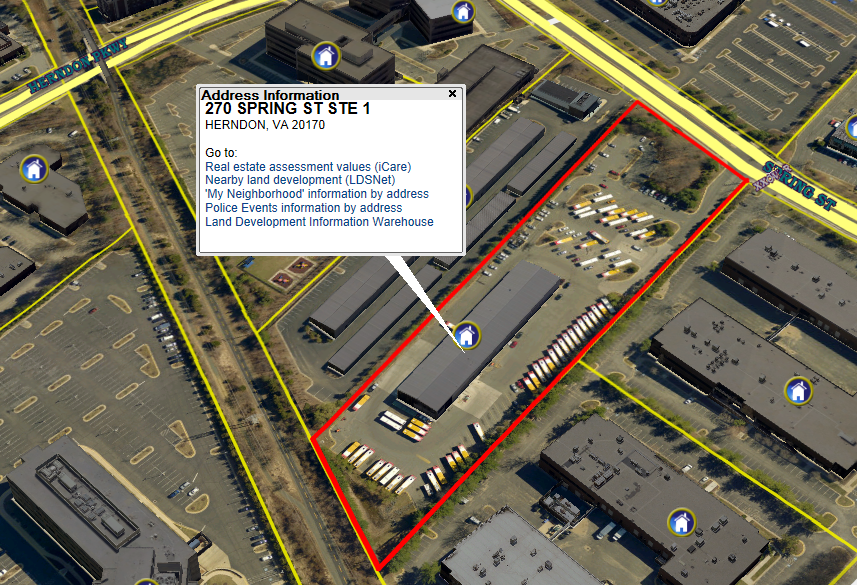 HERNDON PKWY
Address Information
270 SPRING ST STE 1
HERNDON, VA 20170
Go to:
Real estate assessment values (iCare)
Nearby land development (LDSNet)
'My Neighborhood' information by address
Police Events information by address
Land Development Information Warehouse
SPRING ST